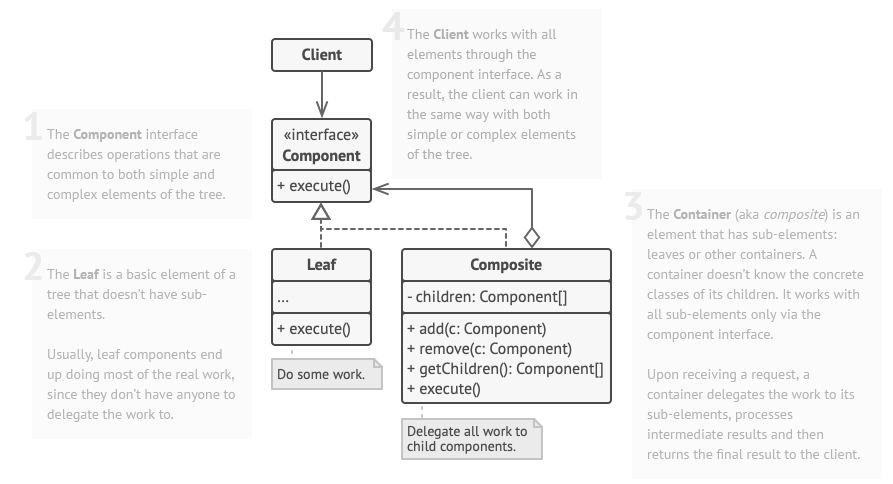 4
The Client works with all
elements through the
component interface. As a
result, the client can work in
the same way with both
simple or complex elements
of the tree.
Client
1
The Component interface
describes operations that are
common to both simple and
complex elements of the tree.
«interface»
Component
+ execute()
3
The Container (aka composite) is an
element that has sub-elements:
leaves or other containers. A
container doesn't know the concrete
classes of its children. It works with
all sub-elements only via the
component interface.
Upon receiving a request, a
container delegates the work to its
sub-elements, processes
intermediate results and then
returns the final result to the client.
2
The Leaf is a basic element of a
tree that doesn't have sub-
elements.
Usually, leaf components end
up doing most of the real work,
since they don't have anyone to
delegate the work to.
Leaf
...
+ execute()
Do some work.
Composite
- children: Component[]
+ add(c: Component)
+ remove(c: Component)
+ getChildren(): Component[]
+ execute()
Delegate all work to
child components.